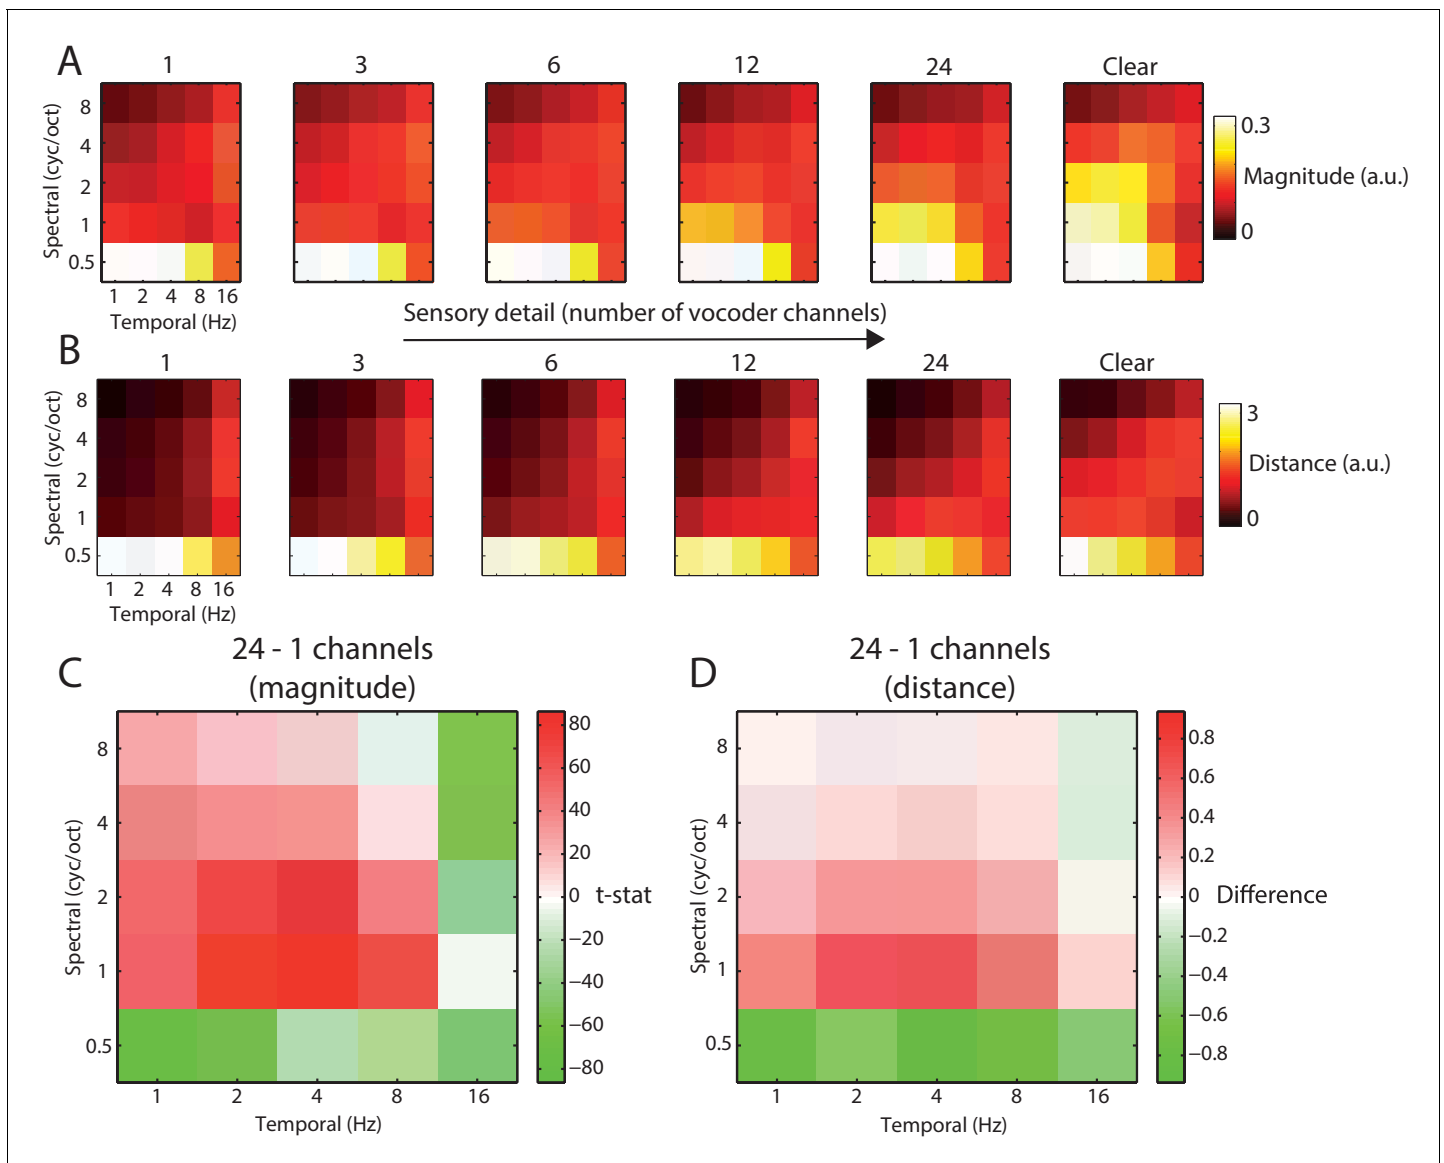 A
1 3 6 12 24 Clear
Spectral (cyc/oct)
8
4
2
1
0.5
1 2 4 8 16
Temporal (Hz)
0.3
Magnitude (a.u.)
0
Sensory detail (number of vocoder channels)
B
1 3 6 12 24 Clear
Spectral (cyc/oct)
8
4
2
1
0.5
1 2 4 8 16
Temporal (Hz)
3
Distance (a.u.)
0
C
24 - 1 channels
(magnitude)
Spectral (cyc/oct)
8
4
2
1
0.5
1 2 4 8 16
Temporal (Hz)
80
60
40
20
0
−20
−40
−60
−80
t-stat
D
24 - 1 channels
(distance)
Spectral (cyc/oct)
8
4
2
1
0.5
1 2 4 8 16
Temporal (Hz)
0.8
0.6
0.4
0.2
0
−0.2
−0.4
−0.6
−0.8
Difference